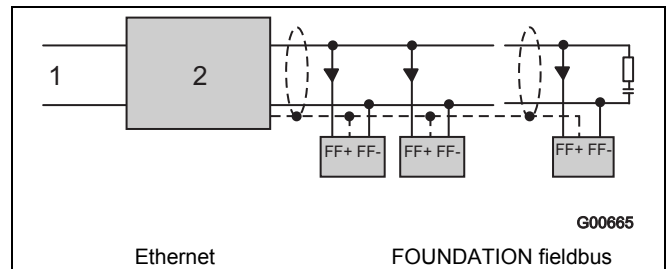 1
2
FF+ FF-
FF+ FF-
FF+ FF-
G00665
Ethernet
FOUNDATION fieldbus